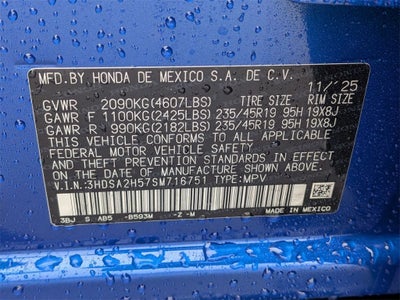 MFD.BY HONDA DE MEXICO S.A. DE C.V.
11/'25
GVWR 2090KG(4607LBS) TIRE SIZE RIM SIZE
GAWR F 1100KG(2425LBS) 235/45R19 95H 19X8J
GAWR R 990KG(2182LBS) 235/45R19 95H 19X8J
THIS VEHICLE CONFORMS TO ALL APPLICABLE
FEDERAL MOTOR VEHICLE SAFETY AND
THEFT PREVENTION STANDARDS IN EFFECT
ON THE DATE OF MANUFACTURE SHOWN ABOVE.
V.I.N.:3HDSA2H57SM716751 TYPE:MPV
3BJ S AB5 -B593M -Z -M
MADE IN MEXICO